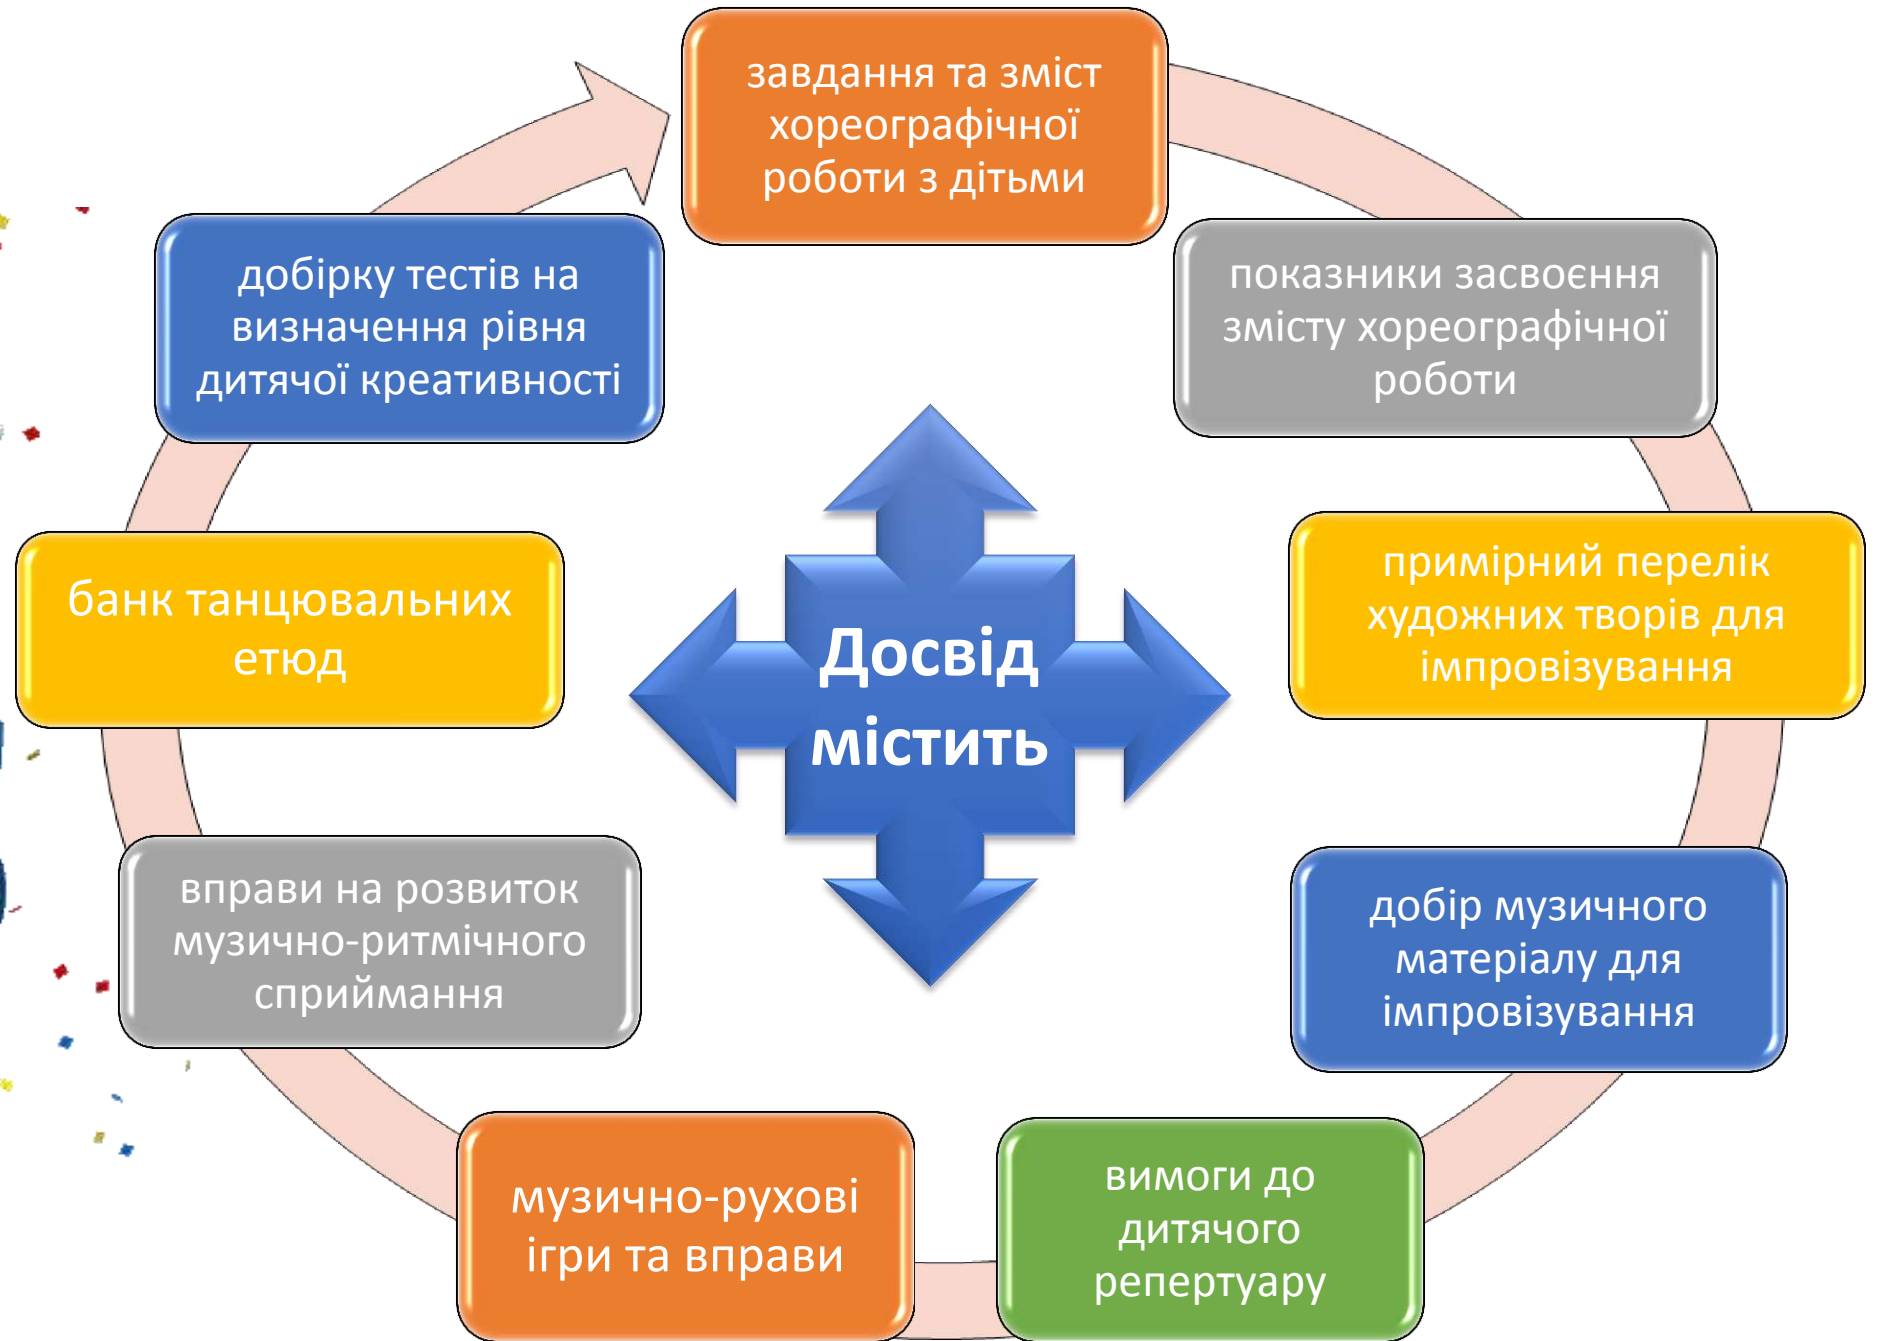 завдання та зміст
хореографічної
роботи з дітьми
показники засвоєння
змісту хореографічної
роботи
примірний перелік
художних творів для
імпровізування
добір музичного
матеріалу для
імпровізування
вимоги до
дитячого
репертуару
музично-рухові
ігри та вправи
вправи на розвиток
музично-ритмічного
сприймання
банк танцювальних
етюд
добірку тестів на
визначення рівня
дитячої креативності
Досвід
містить